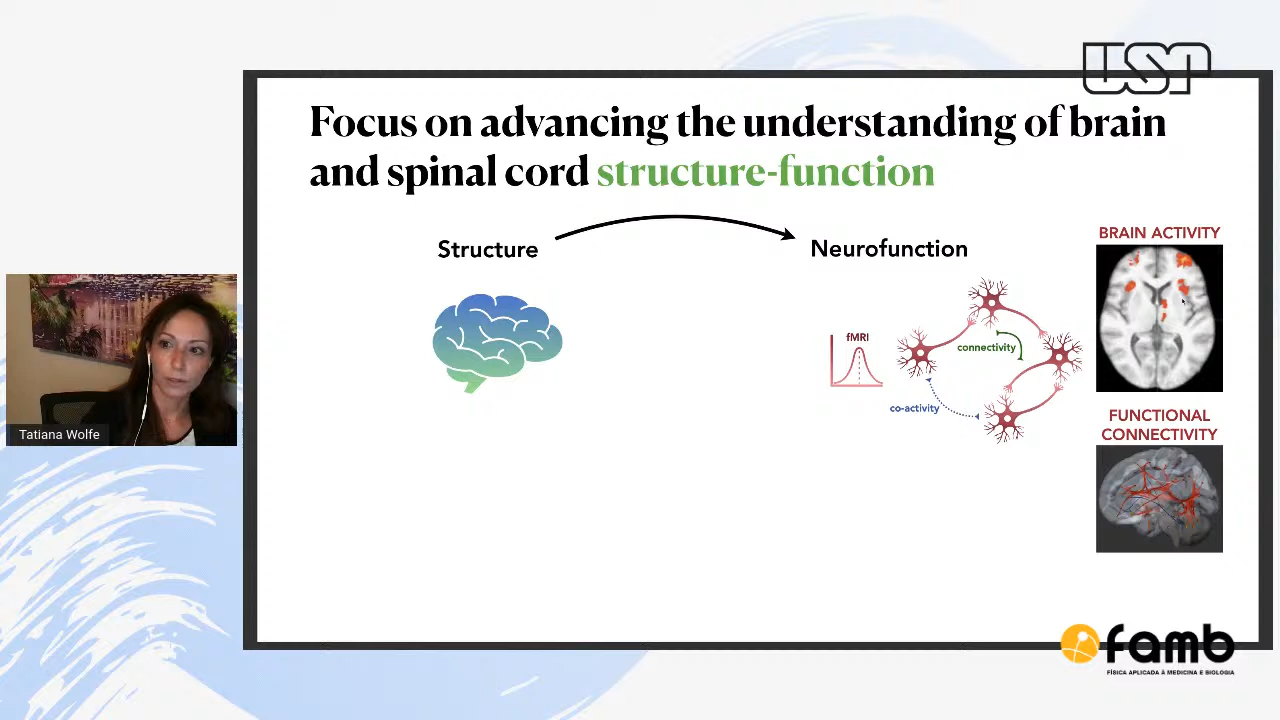 USP
Focus on advancing the understanding of brain
and spinal cord structure-function
Structure
Neurofunction
BRAIN ACTIVITY
fMRI
connectivity
co-activity
FUNCTIONAL
CONNECTIVITY
Tatiana Wolfe
famb
FÍSICA APLICADA À MEDICINA E BIOLOGIA